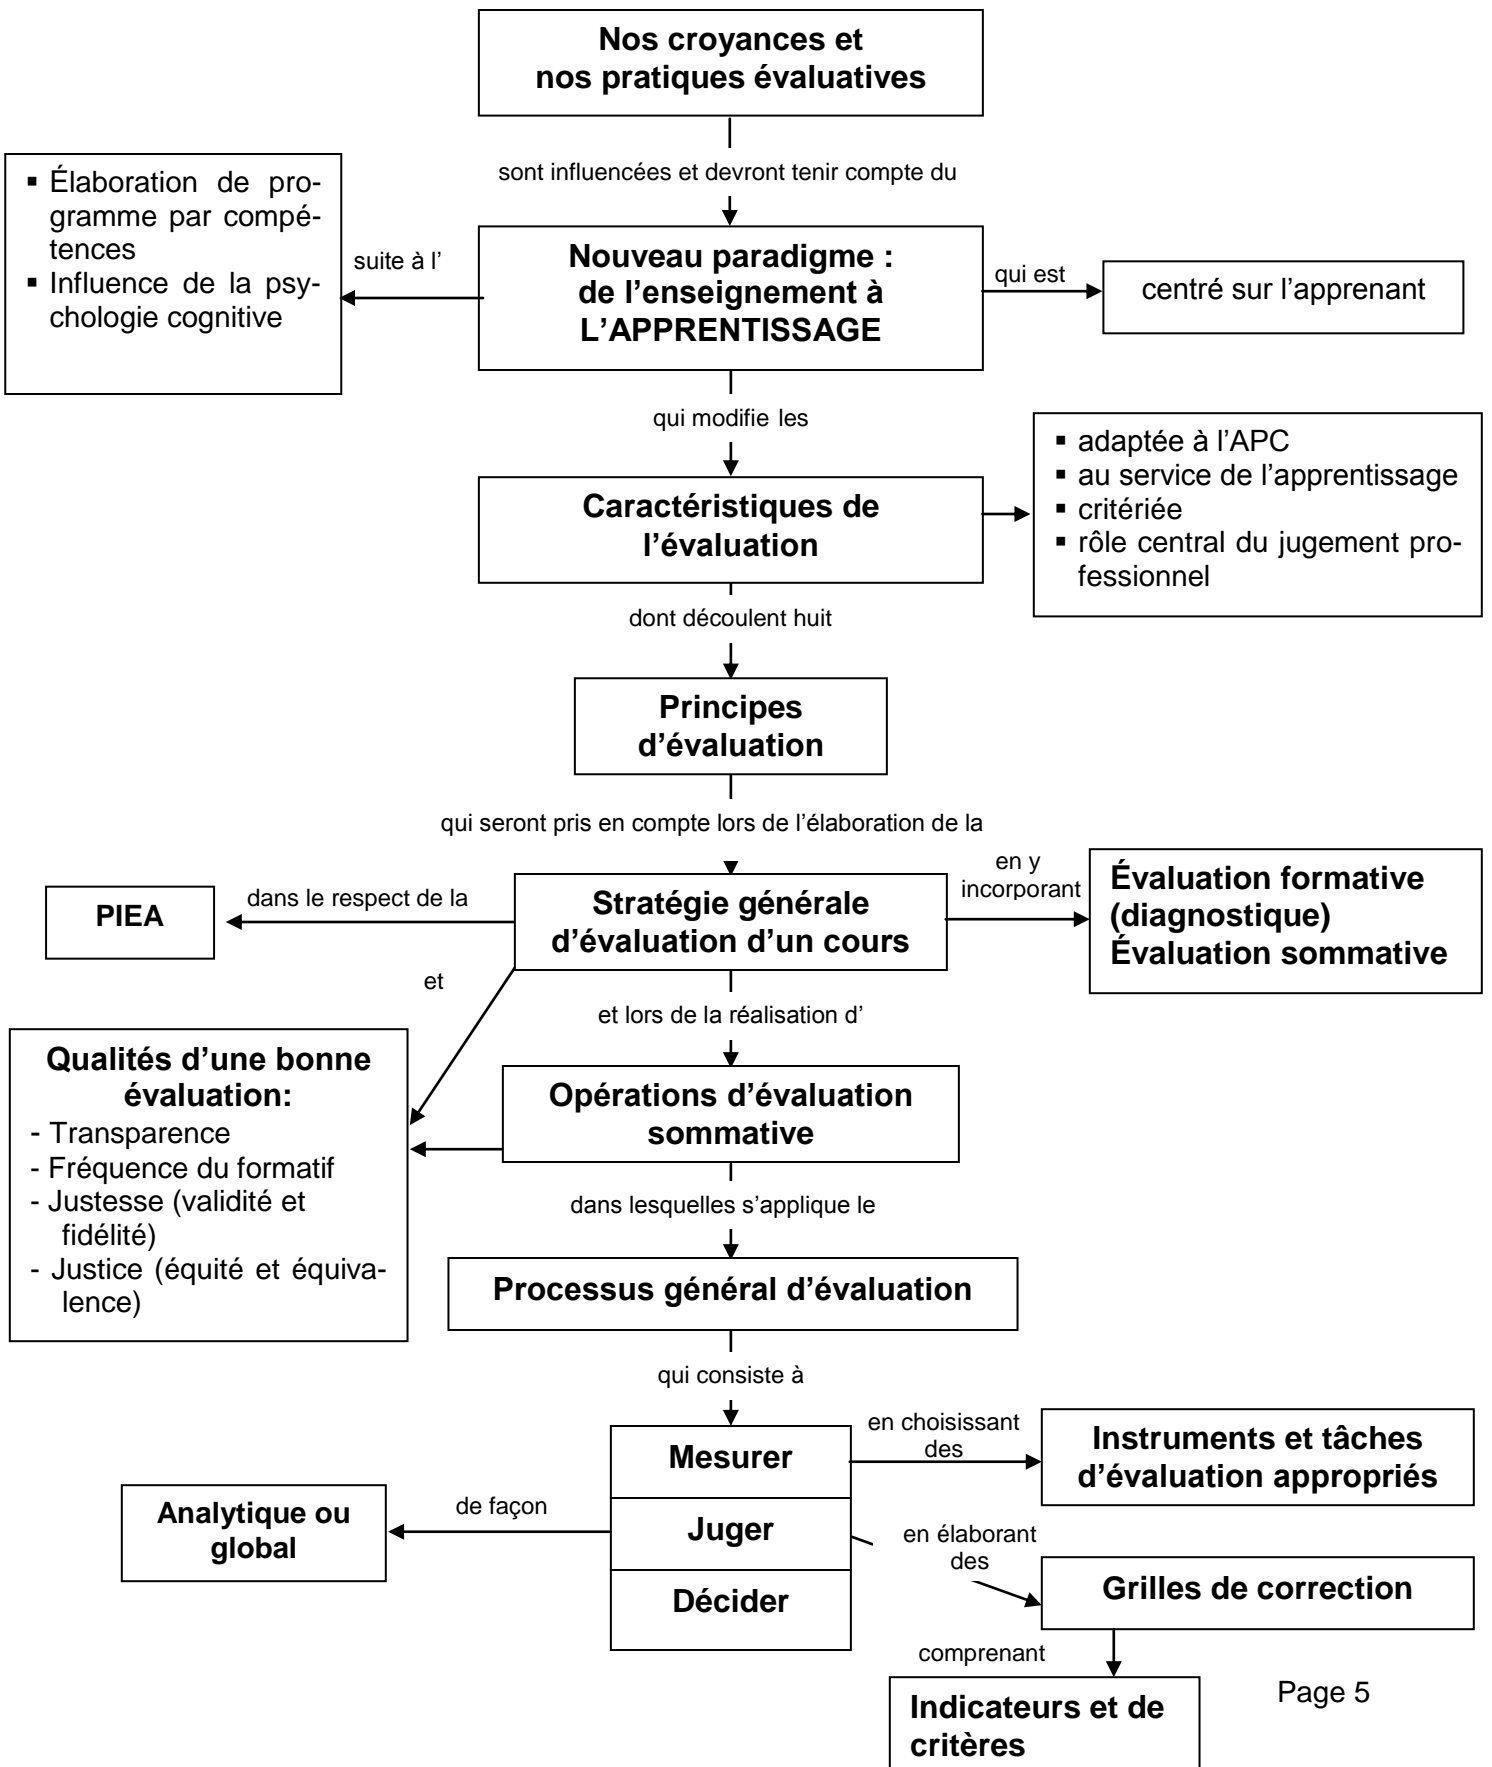 Nos croyances et
nos pratiques évaluatives
sont influencées et devront tenir compte du
▪ Élaboration de pro-
gramme par compé-
tences
▪ Influence de la psy-
chologie cognitive
suite à l’
Nouveau paradigme :
de l’enseignement à
L’APPRENTISSAGE
qui est
centré sur l’apprenant
qui modifie les
Caractéristiques de
l’évaluation
▪ adaptée à l’APC
▪ au service de l’apprentissage
▪ critériée
▪ rôle central du jugement pro-
fessionnel
dont découlent huit
Principes
d’évaluation
qui seront pris en compte lors de l’élaboration de la
PIEA
dans le respect de la
Stratégie générale
d’évaluation d’un cours
en y
incorporant
Évaluation formative
(diagnostique)
Évaluation sommative
et
et lors de la réalisation d’
Qualités d’une bonne
évaluation:
- Transparence
- Fréquence du formatif
- Justesse (validité et
fidélité)
- Justice (équité et équiva-
lence)
Opérations d’évaluation
sommative
dans lesquelles s’applique le
Processus général d’évaluation
qui consiste à
Mesurer
en choisissant
des
Instruments et tâches
d’évaluation appropriés
Analytique ou
global
de façon
Juger
en élaborant
des
Grilles de correction
Décider
comprenant
Indicateurs et de
critères
Page 5